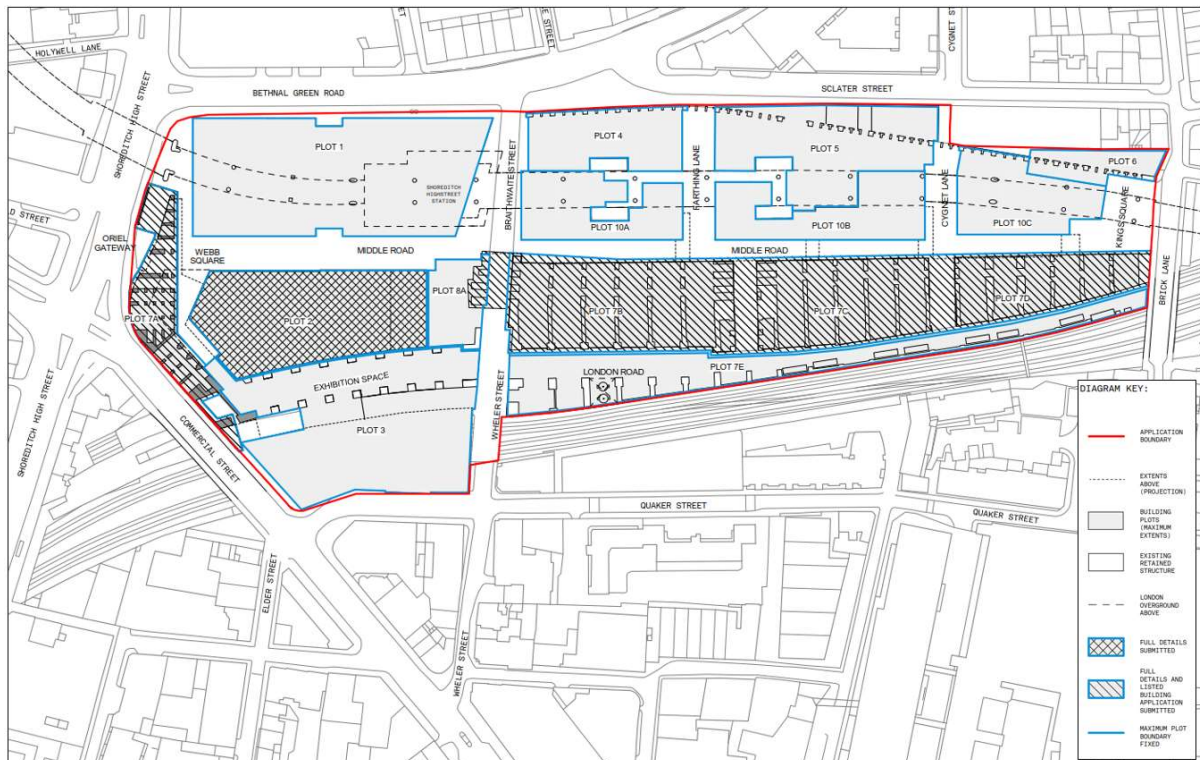 HOLYWELL LANE
SHOREDITCH HIGH STREET
BETHNAL GREEN ROAD
CYGNET STREET
SCLATER STREET
PLOT 1
SHOREDITCH
HIGHSTREET
STATION
BRAITHWAITE STREET
PLOT 4
FARTHING LANE
PLOT 5
PLOT 6
CYGNET LANE
KINGS SQUARE
BRICK LANE
D STREET
ORIEL
GATEWAY
WEBB
SQUARE
MIDDLE ROAD
PLOT 10A
PLOT 10B
PLOT 10C
MIDDLE ROAD
PLOT 7A
PLOT 2
PLOT 8A
PLOT 7B
PLOT 7C
PLOT 7D
EXHIBITION SPACE
LONDON ROAD
PLOT 7E
WHELER STREET
PLOT 3
SHOREDITCH HIGH STREET
COMMERCIAL STREET
QUAKER STREET
QUAKER STREET
ELDER STREET
WHELER STREET
DIAGRAM KEY:
APPLICATION
BOUNDARY
EXTENTS
ABOVE
(PROJECTION)
BUILDING
PLOTS
(MAXIMUM
EXTENTS)
EXISTING
RETAINED
STRUCTURE
LONDON
OVERGROUND
ABOVE
FULL DETAILS
SUBMITTED
FULL
DETAILS AND
LISTED
BUILDING
APPLICATION
SUBMITTED
MAXIMUM PLOT
BOUNDARY
FIXED